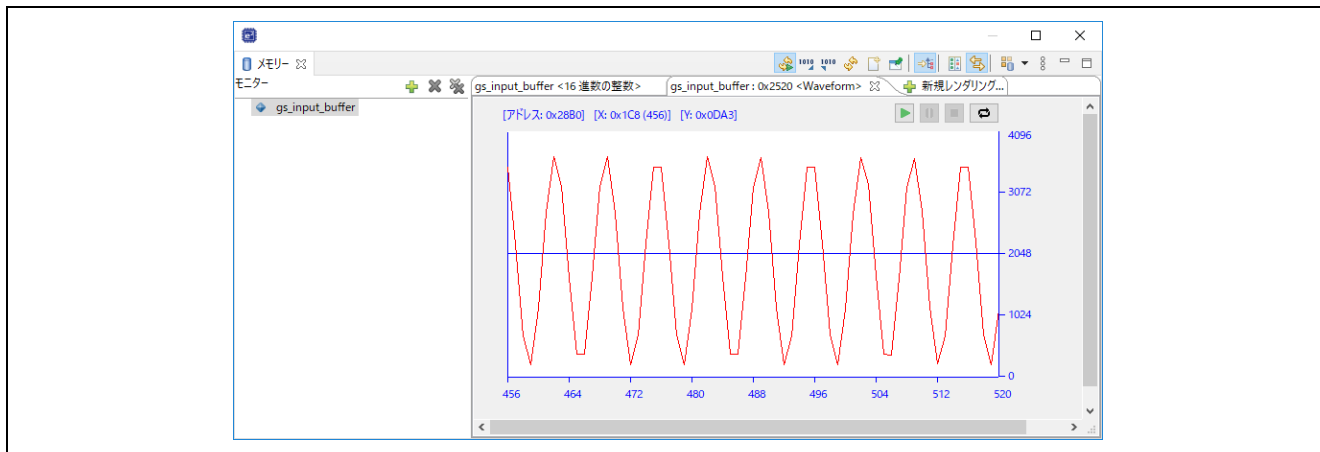 メモリー
モニター
gs_input_buffer <16 進数の整数>
gs_input_buffer : 0x2520 <Waveform>
新規レンダリング...
gs_input_buffer
[アドレス: 0x28B0] [X: 0x1C8 (456)] [Y: 0x0DA3]
4096
3072
2048
1024
0
456 464 472 480 488 496 504 512 520